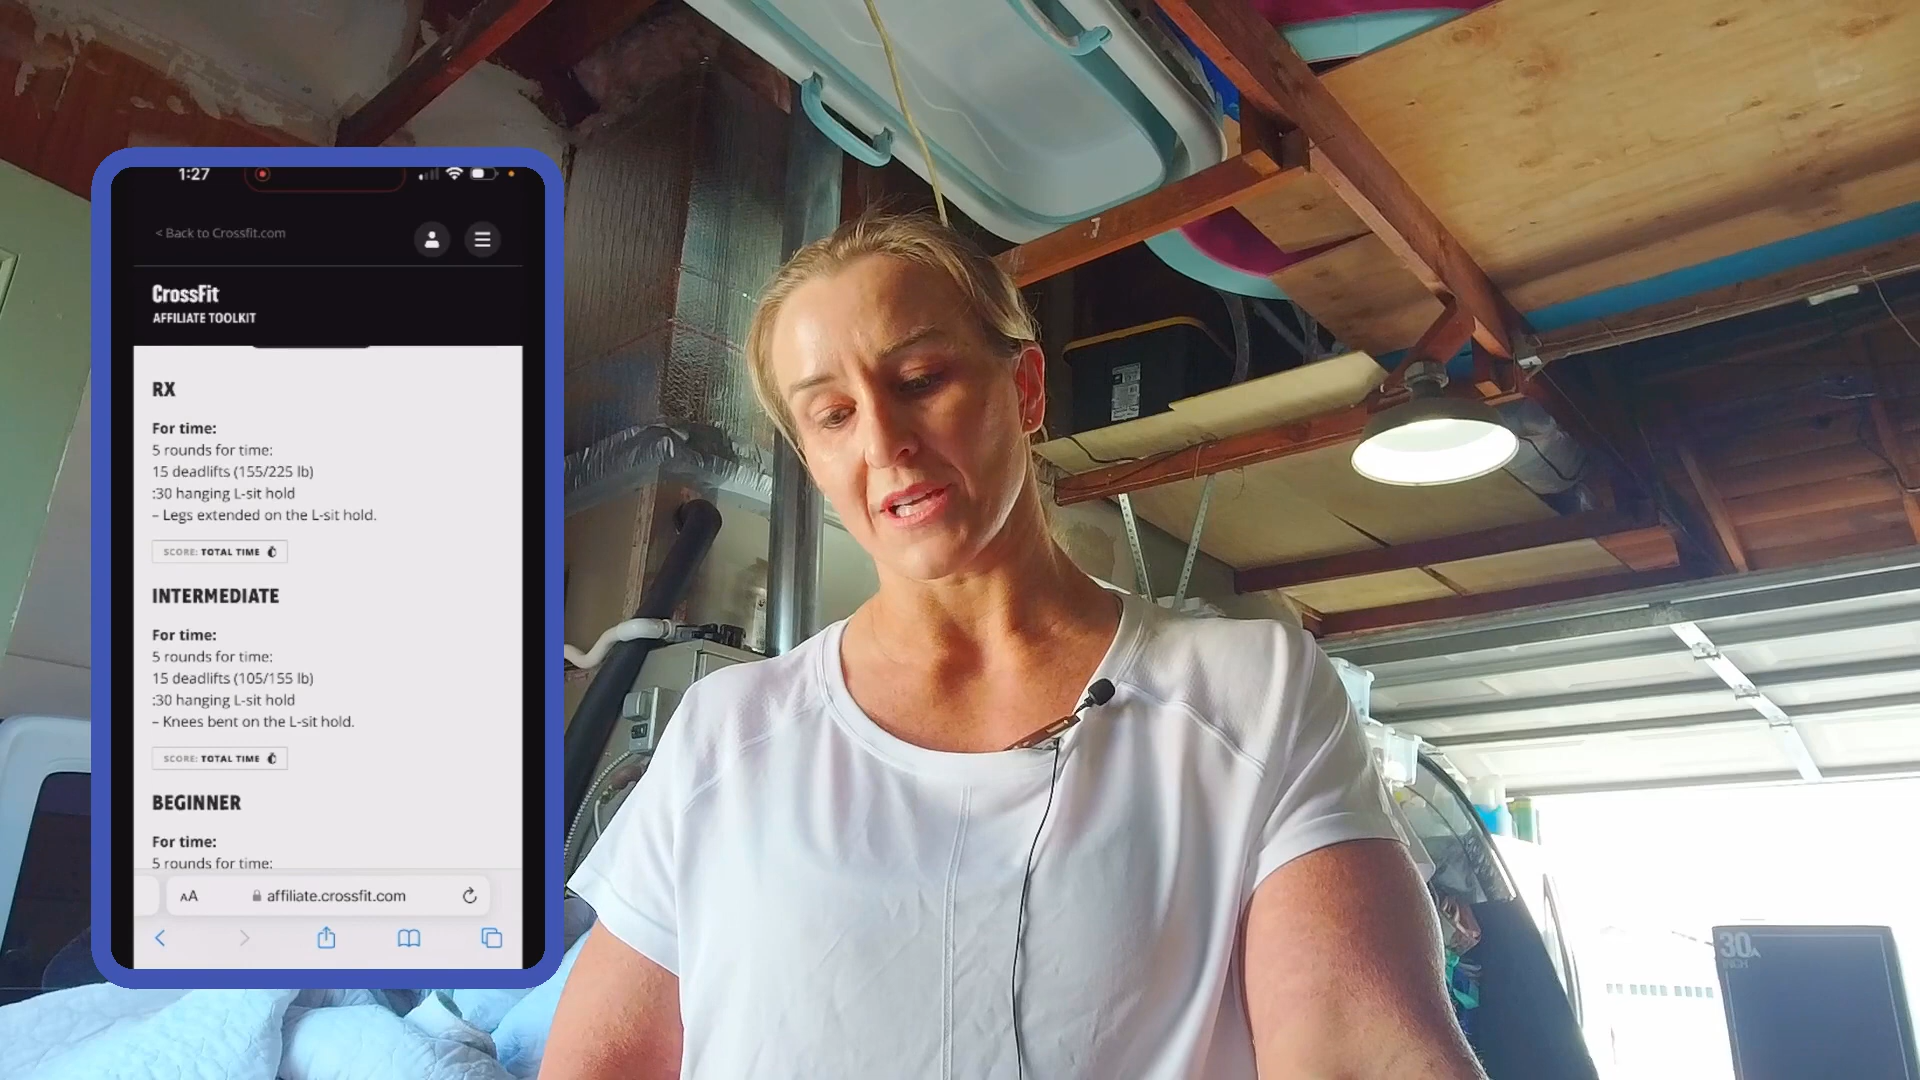 1:27
< Back to Crossfit.com
CrossFit
AFFILIATE TOOLKIT
RX
For time:
5 rounds for time:
15 deadlifts (155/225 lb)
:30 hanging L-sit hold
– Legs extended on the L-sit hold.
SCORE: TOTAL TIME
INTERMEDIATE
For time:
5 rounds for time:
15 deadlifts (105/155 lb)
:30 hanging L-sit hold
– Knees bent on the L-sit hold.
SCORE: TOTAL TIME
BEGINNER
For time:
5 rounds for time:
AA
affiliate.crossfit.com
30
INCH